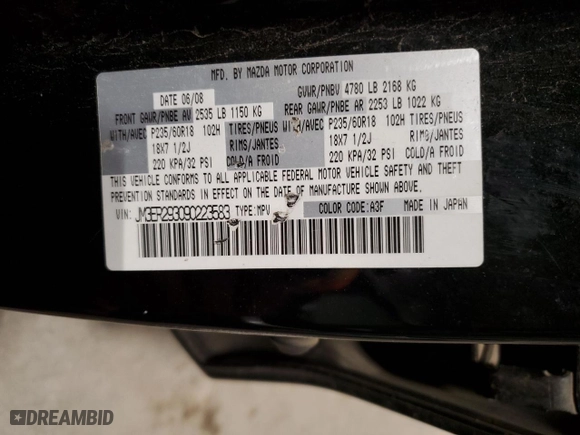 MFD. BY MAZDA MOTOR CORPORATION
DATE 06/08 GVWR/PNBV 4780 LB 2168 KG
FRONT GAWR/PNBE AV 2535 LB 1150 KG REAR GAWR/PNBE AR 2253 LB 1022 KG
WITH/AVEC P235/60R18 102H TIRES/PNEUS WITH/AVEC P235/60R18 102H TIRES/PNEUS
18X7 1/2J RIMS/JANTES 18X7 1/2J RIMS/JANTES
220 KPA/32 PSI COLD/A FROID 220 KPA/32 PSI COLD/A FROID
THIS VEHICLE CONFORMS TO ALL APPLICABLE FEDERAL MOTOR VEHICLE SAFETY AND THEFT
PREVENTION STANDARDS IN EFFECT ON THE DATE OF MANUFACTURE SHOWN ABOVE.
VIN: JM3ER293090223583 TYPE:MPV COLOR CODE:A3F MADE IN JAPAN
DREAMBID